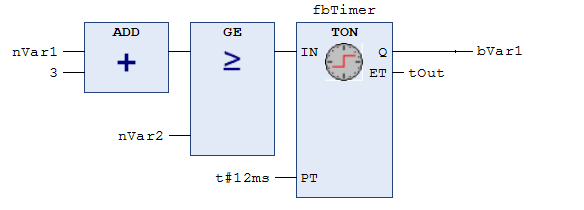 fbTimer
ADD GE TON
nVar1 + ≥ IN Q bVar1
3 ET tOut
nVar2
t#12ms PT